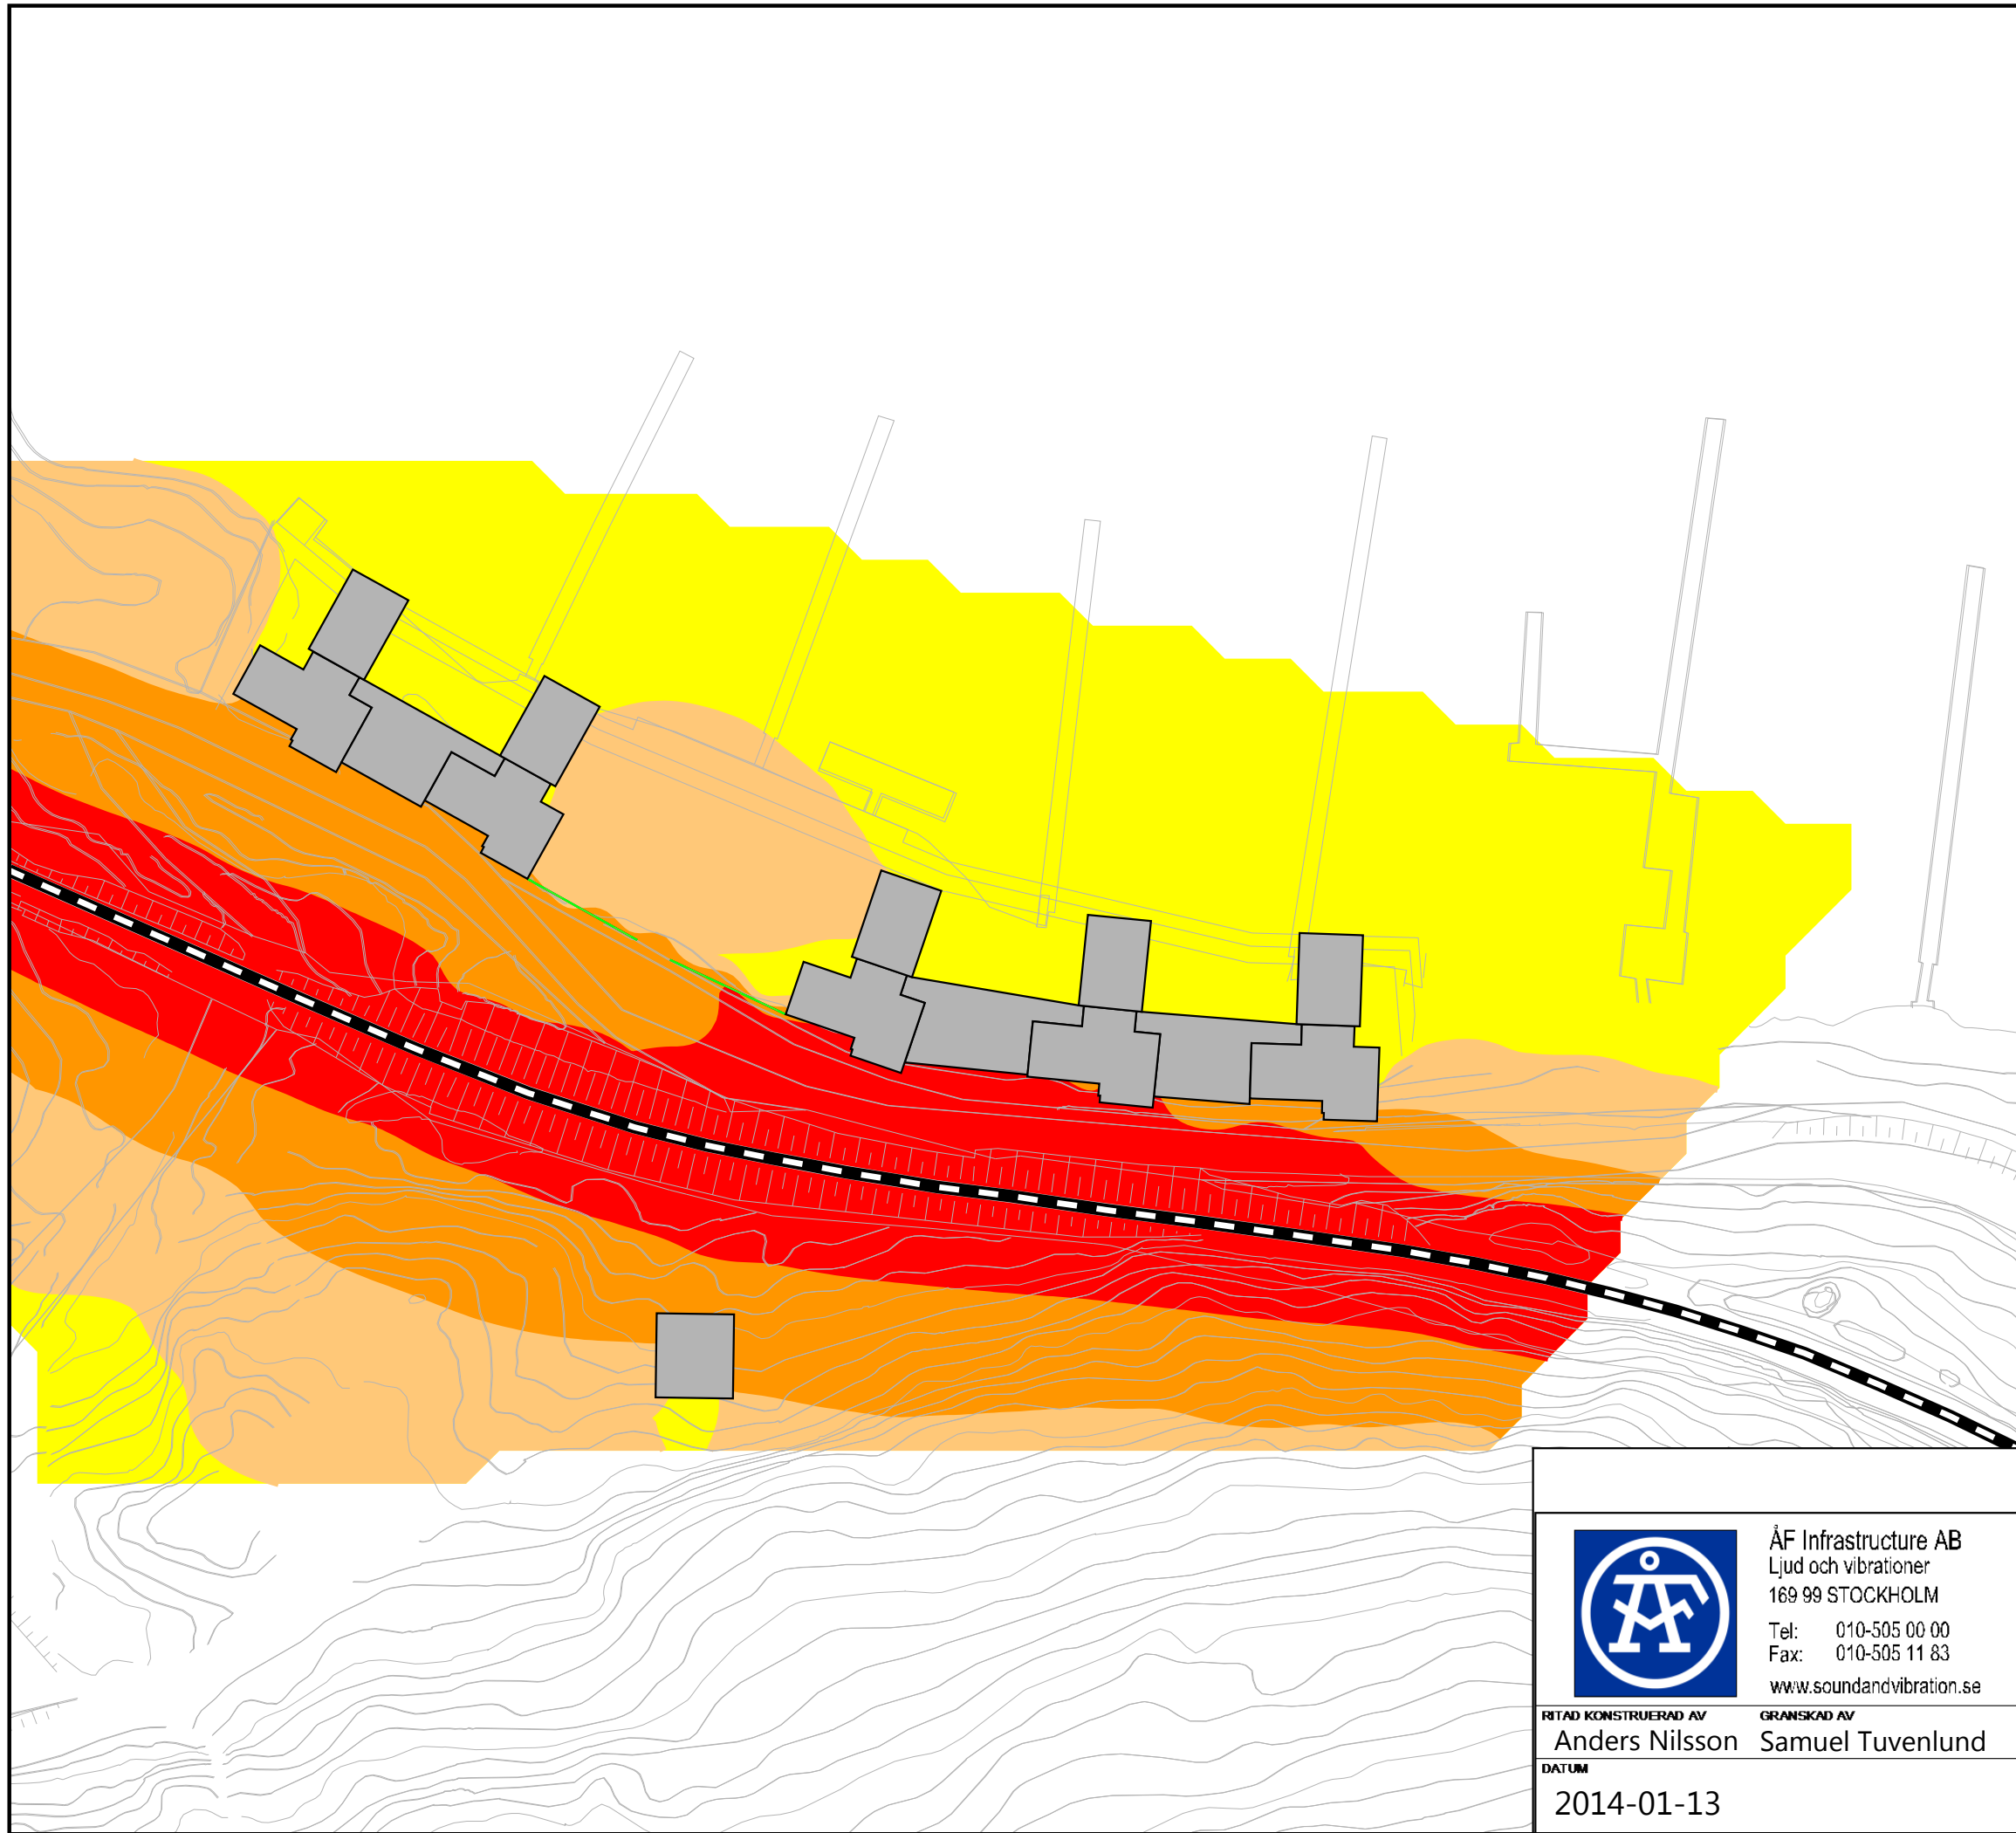 ÅF Infrastructure AB
Ljud och vibrationer
169 99 STOCKHOLM
Tel: 010-505 00 00
Fax: 010-505 11 83
www.soundandvibration.se
RITAD KONSTRUERAD AV GRANSKAD AV
Anders Nilsson Samuel Tuvenlund
DATUM
2014-01-13